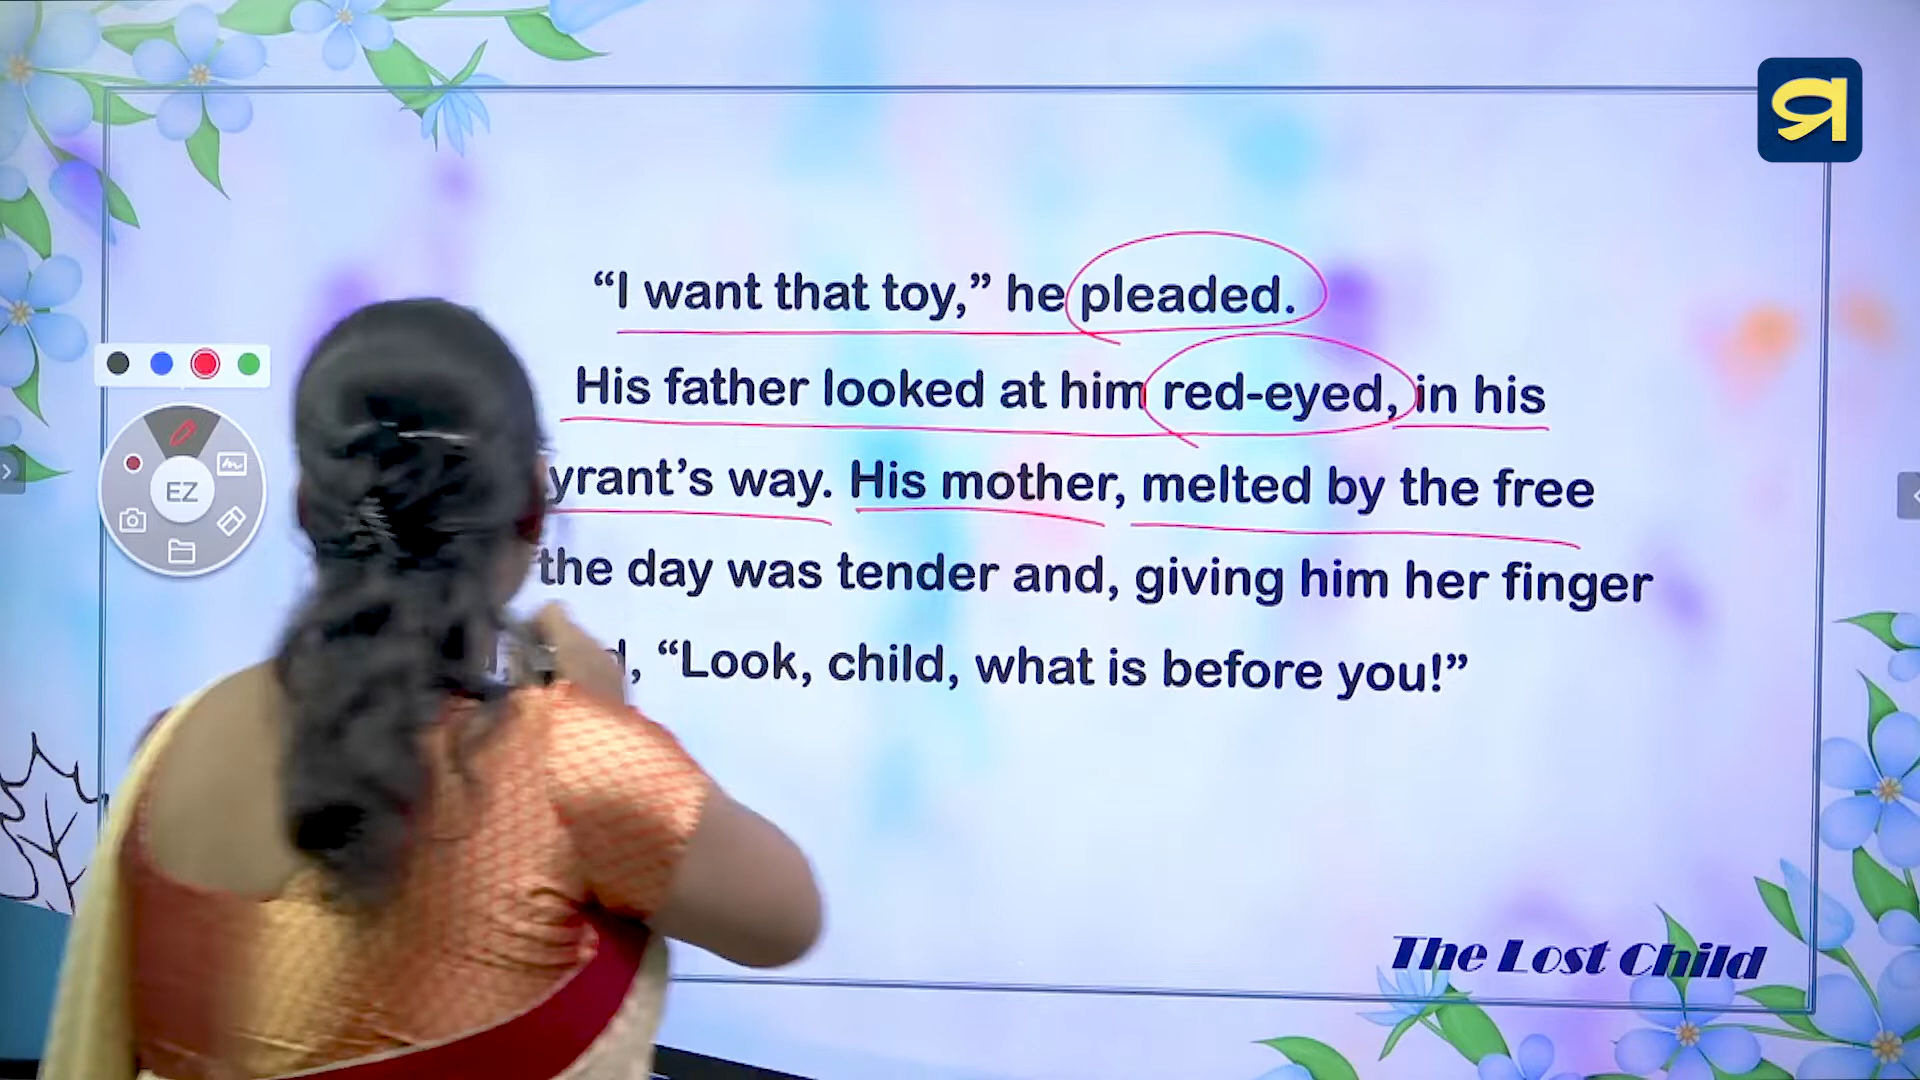 “I want that toy,” he pleaded.
His father looked at him red-eyed, in his
yrant’s way. His mother, melted by the free
the day was tender and, giving him her finger
“Look, child, what is before you!”
EZ
The Lost Child